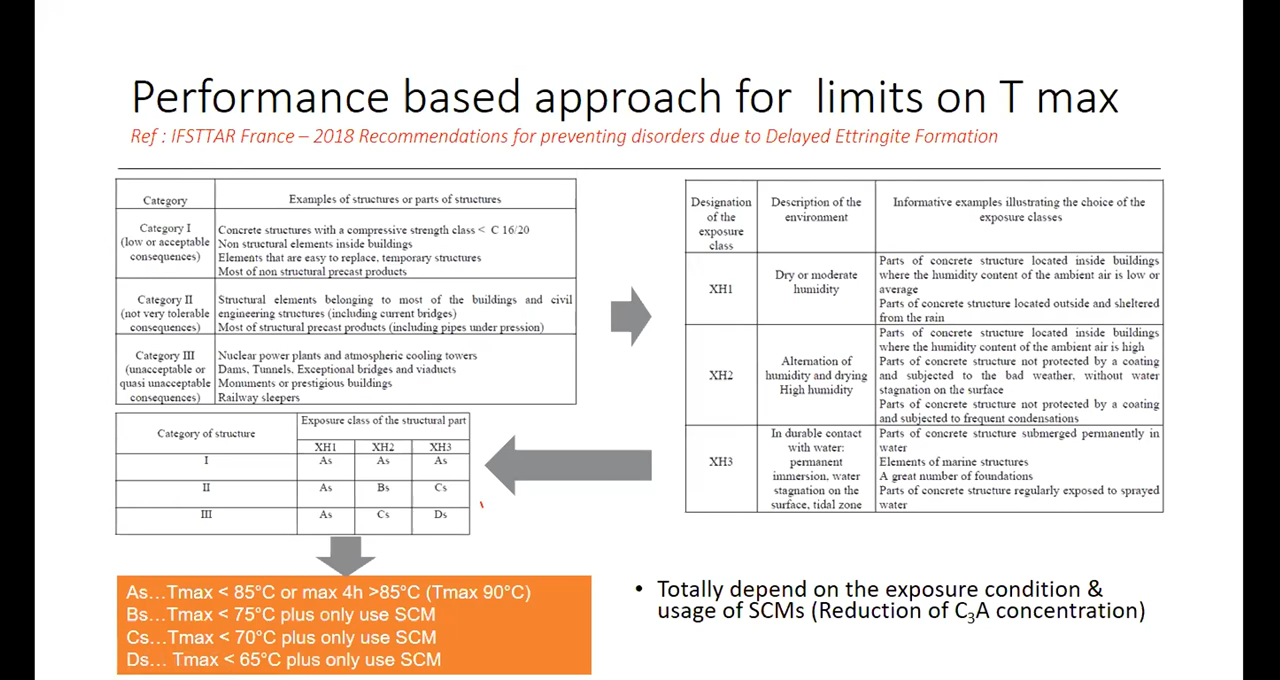 Performance based approach for limits on T max
Ref : IFSTTAR France – 2018 Recommendations for preventing disorders due to Delayed Ettringite Formation
Category
Examples of structures or parts of structures
Category I
(low or acceptable
consequences)
Concrete structures with a compressive strength class < C 16/20
Non structural elements inside buildings
Elements that are easy to replace, temporary structures
Most of non structural precast products
Category II
(not very tolerable
consequences)
Structural elements belonging to most of the buildings and civil
engineering structures (including current bridges)
Most of structural precast products (including pipes under pression)
Category III
(unacceptable or
quasi unacceptable
consequences)
Nuclear power plants and atmospheric cooling towers
Dams, Tunnels, Exceptional bridges and viaducts
Monuments or prestigious buildings
Railway sleepers
Category of structure
Exposure class of the structural part
XH1 XH2 XH3
I As As As
II As Bs Cs
III As Cs Ds
As…Tmax < 85°C or max 4h >85°C (Tmax 90°C)
Bs…Tmax < 75°C plus only use SCM
Cs…Tmax < 70°C plus only use SCM
Ds… Tmax < 65°C plus only use SCM
Designation
of the
exposure
class
Description of the
environment
Informative examples illustrating the choice of the
exposure classes
XH1
Dry or moderate
humidity
Parts of concrete structure located inside buildings
where the humidity content of the ambient air is low or
average
Parts of concrete structure located outside and sheltered
from the rain
XH2
Alternation of
humidity and drying
High humidity
Parts of concrete structure located inside buildings
where the humidity content of the ambient air is high
Parts of concrete structure not protected by a coating
and subjected to the bad weather, without water
stagnation on the surface
Parts of concrete structure not protected by a coating
and subjected to frequent condensations
XH3
In durable contact
with water:
permanent
immersion, water
stagnation on the
surface, tidal zone
Parts of concrete structure submerged permanently in
water
Elements of marine structures
A great number of foundations
Parts of concrete structure regularly exposed to sprayed
water
• Totally depend on the exposure condition &
usage of SCMs (Reduction of C₃A concentration)